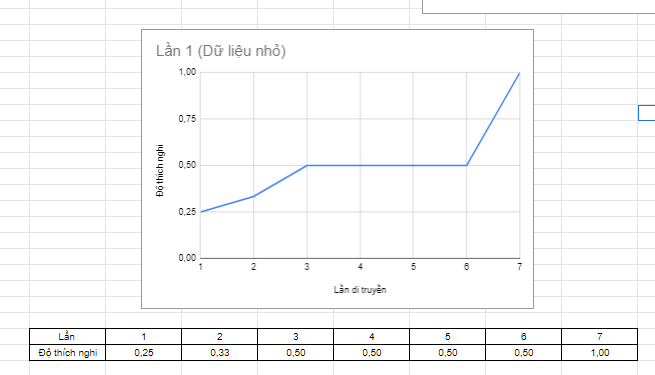 Lần 1 (Dữ liệu nhỏ)
1,00
0,75
0,50
0,25
0,00
Độ thích nghi
1 2 3 4 5 6 7
Lần di truyền
Lần 1 2 3 4 5 6 7
Độ thích nghi 0,25 0,33 0,50 0,50 0,50 0,50 1,00